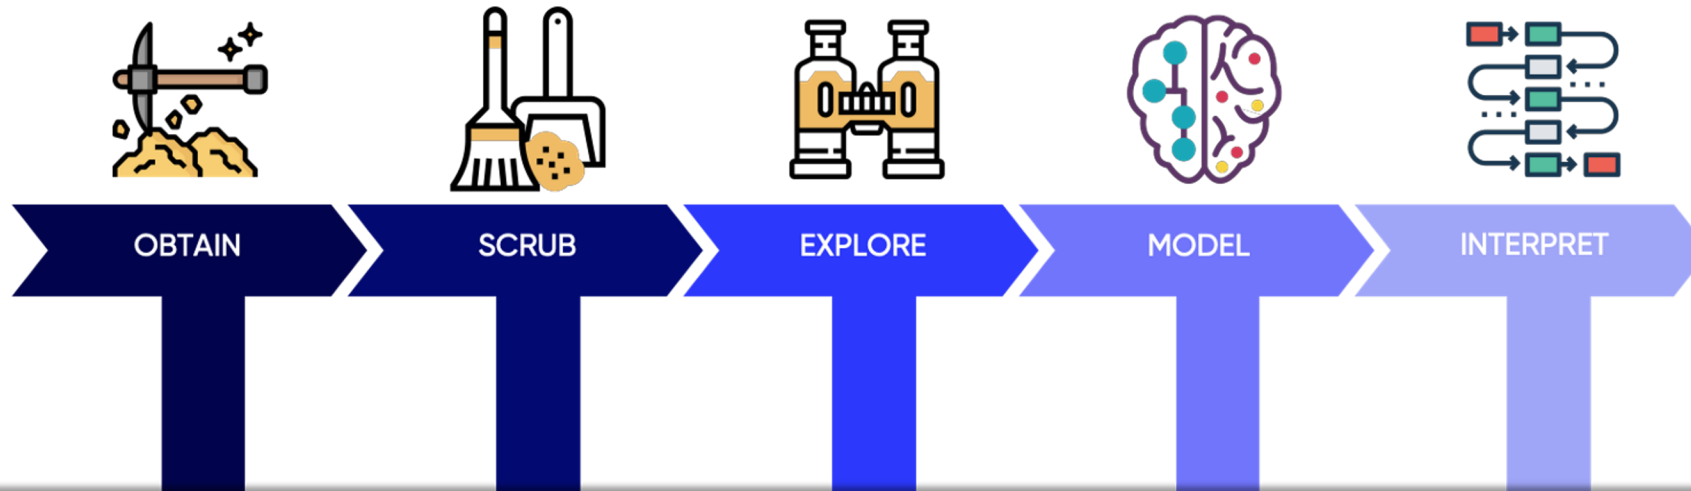 OBTAIN
SCRUB
EXPLORE
MODEL
INTERPRET